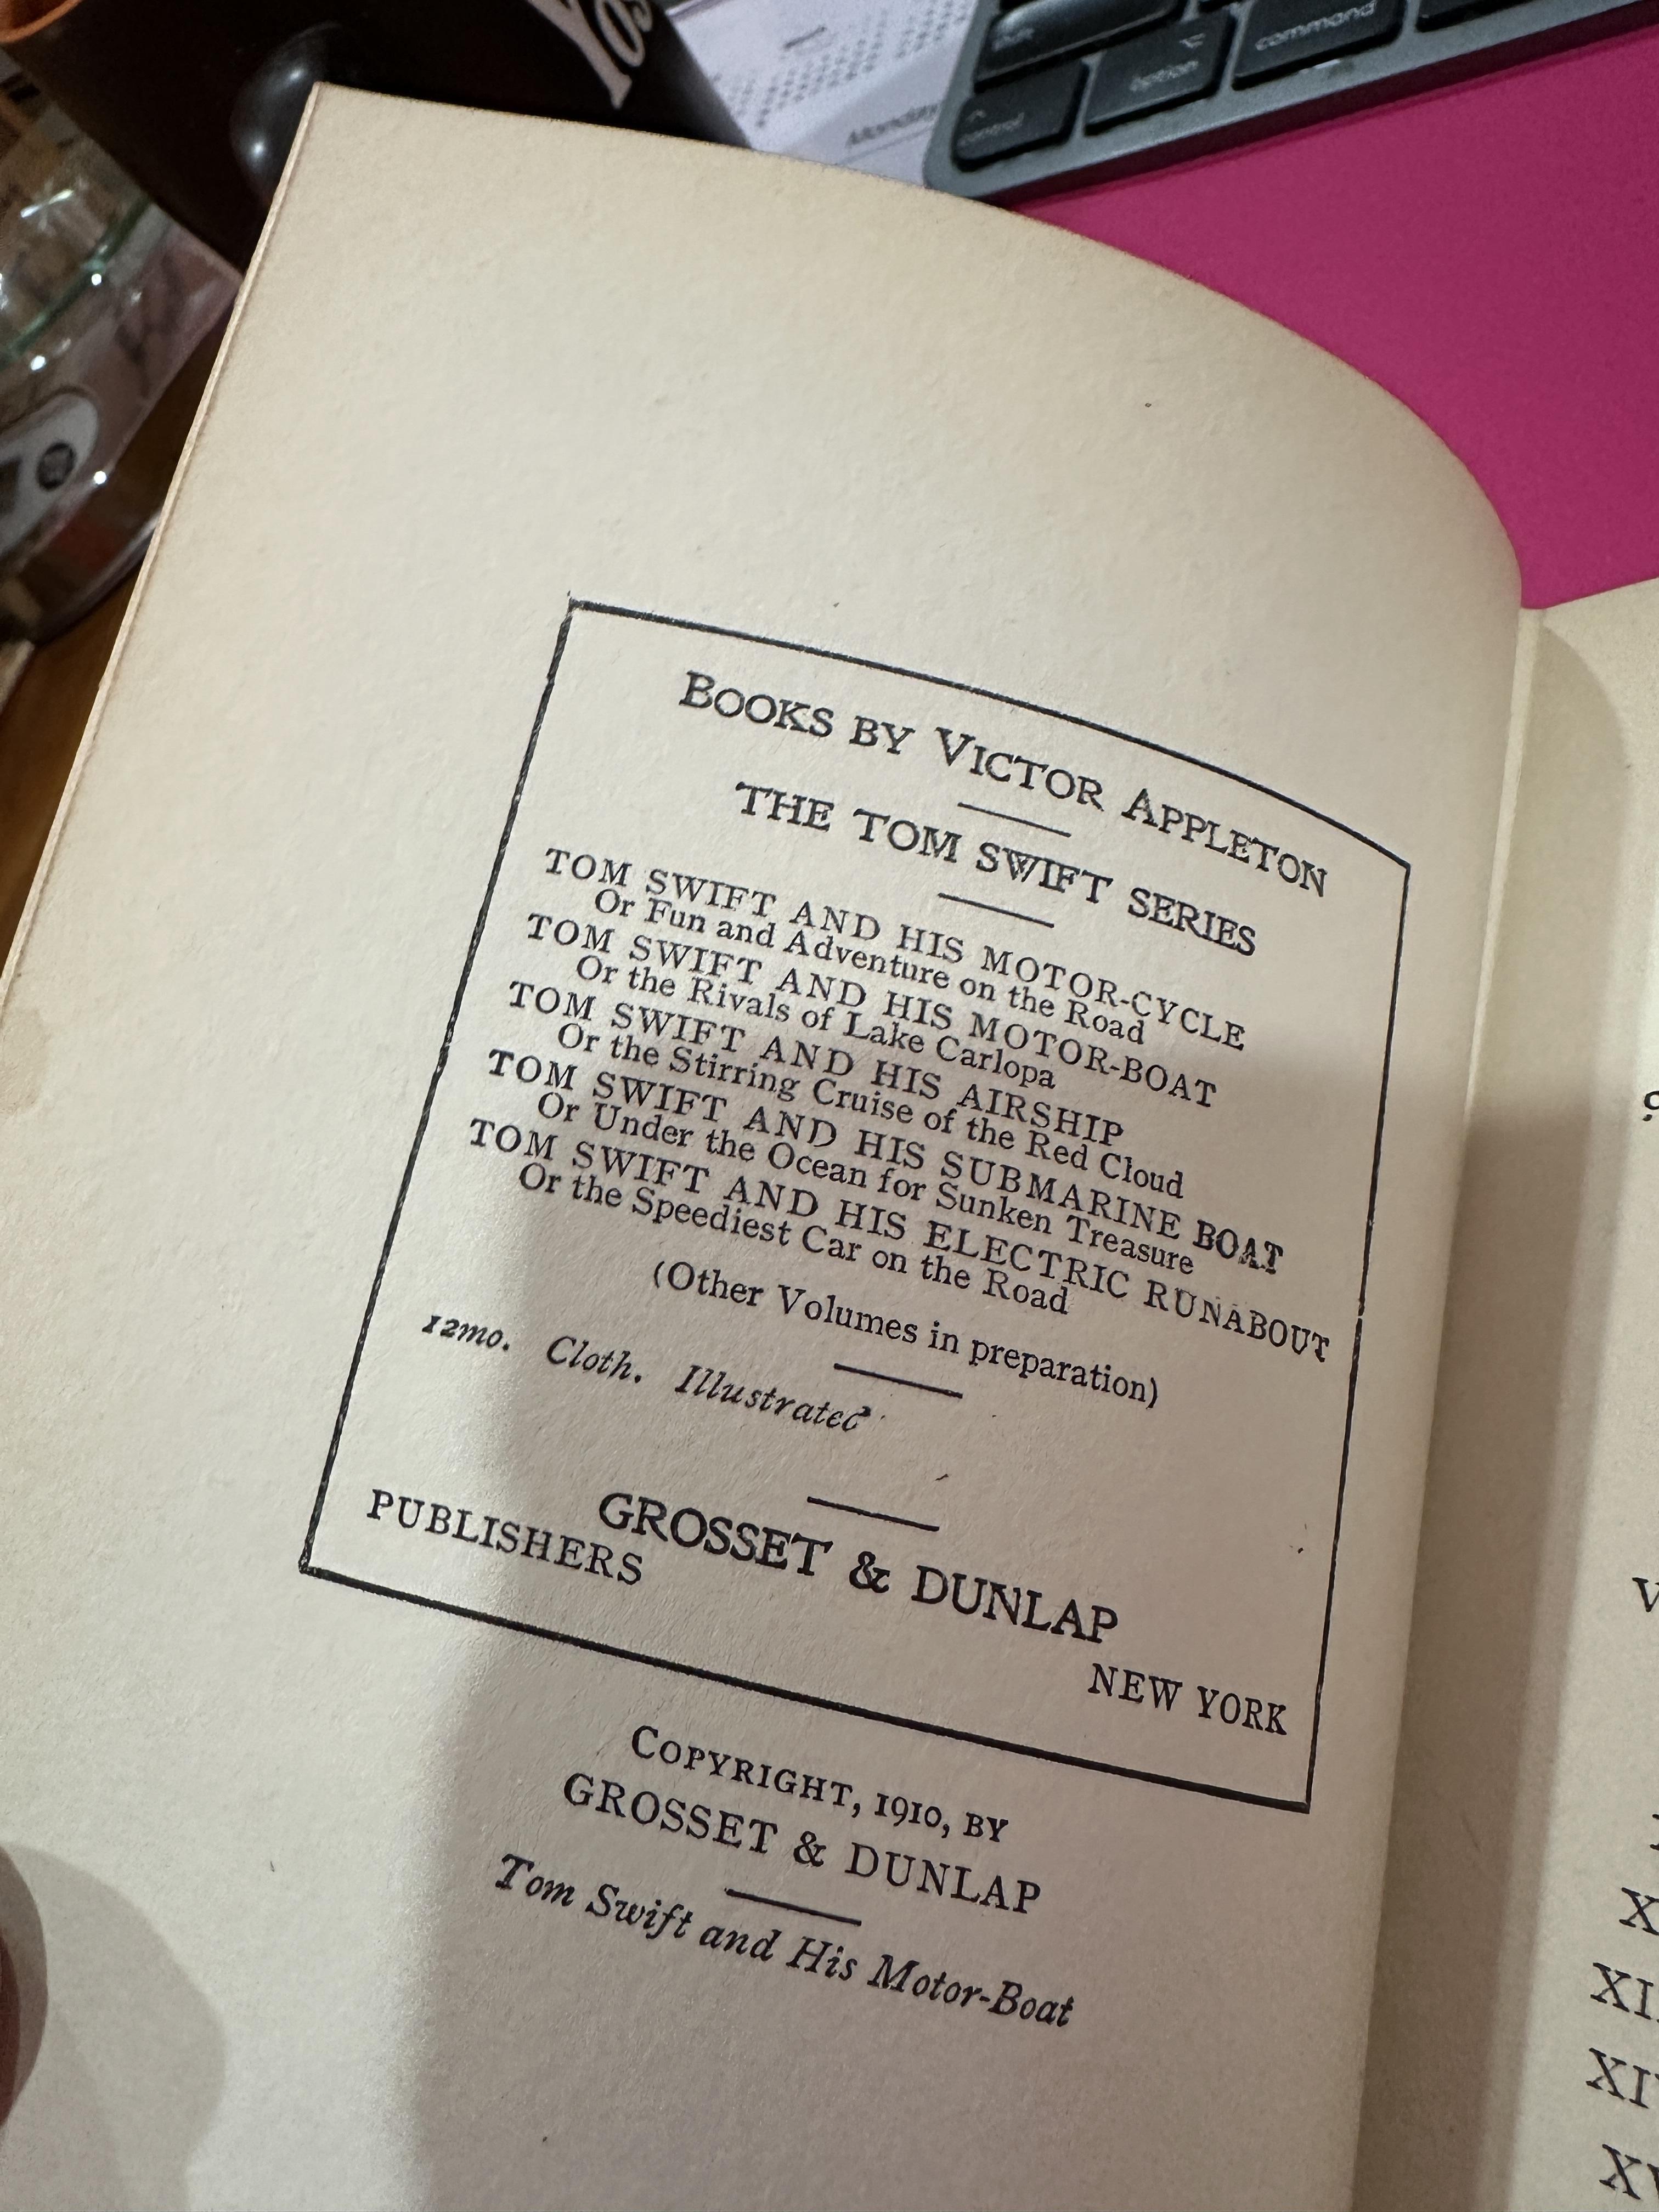 Yos
command
option
control
Monday
BOOKS BY VICTOR APPLETON
THE TOM SWIFT SERIES
TOM SWIFT AND HIS MOTOR-CYCLE
Or Fun and Adventure on the Road
TOM SWIFT AND HIS MOTOR-BOAT
Or the Rivals of Lake Carlopa
TOM SWIFT AND HIS AIRSHIP
Or the Stirring Cruise of the Red Cloud
TOM SWIFT AND HIS SUBMARINE BOAT
Or Under the Ocean for Sunken Treasure
TOM SWIFT AND HIS ELECTRIC RUNABOUT
Or the Speediest Car on the Road
(Other Volumes in preparation)
12mo. Cloth. Illustrated
GROSSET & DUNLAP
PUBLISHERS NEW YORK
COPYRIGHT, 1910, BY
GROSSET & DUNLAP
Tom Swift and His Motor-Boat